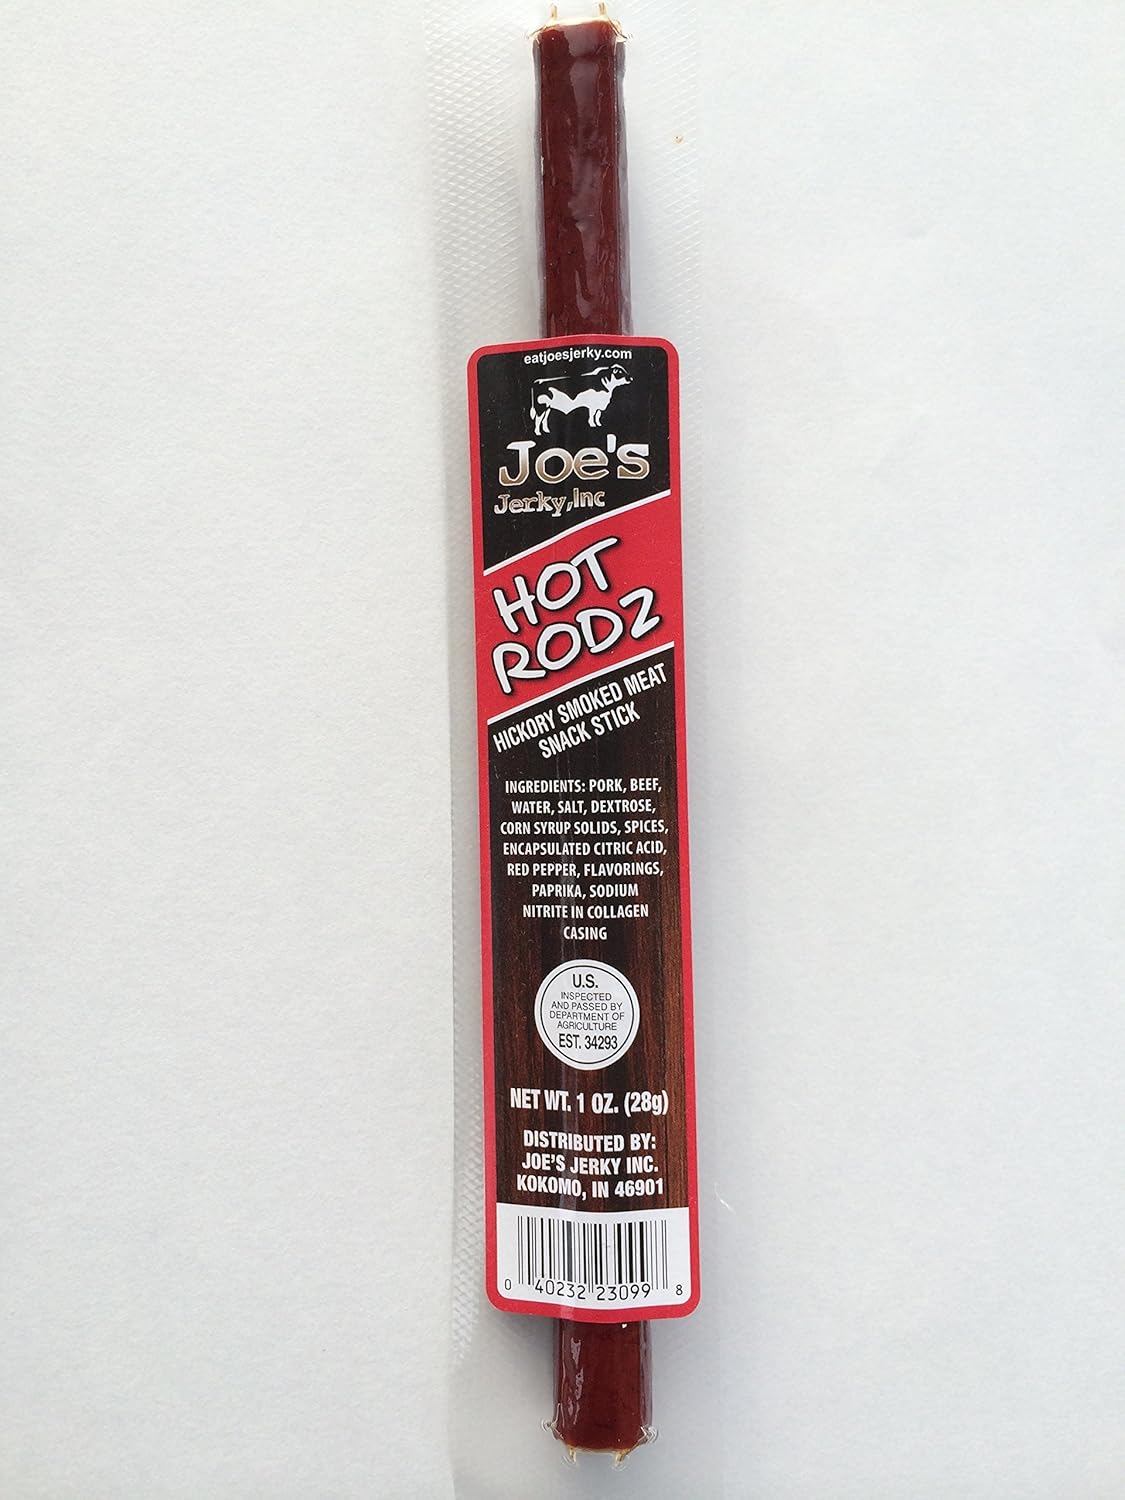 eatjoesjerky.com
Joe's
Jerky,Inc
HOT
RODZ
HICKORY SMOKED MEAT
SNACK STICK
INGREDIENTS: PORK, BEEF,
WATER, SALT, DEXTROSE,
CORN SYRUP SOLIDS, SPICES,
ENCAPSULATED CITRIC ACID,
RED PEPPER, FLAVORINGS,
PAPRIKA, SODIUM
NITRITE IN COLLAGEN
CASING
U.S.
INSPECTED
AND PASSED BY
DEPARTMENT OF
AGRICULTURE
EST. 34293
NET WT. 1 OZ. (28g)
DISTRIBUTED BY:
JOE'S JERKY INC.
KOKOMO, IN 46901
0 40232 23099 8